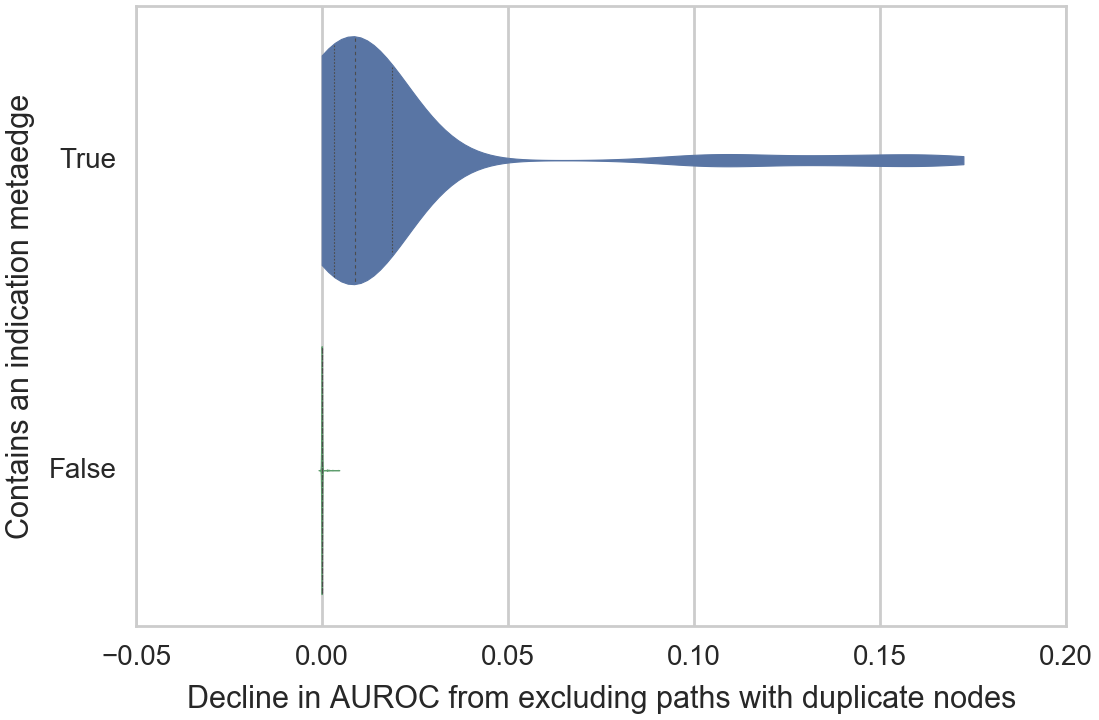 Contains an indication metaedge
True
False
−0.05
0.00
0.05
0.10
0.15
0.20
Decline in AUROC from excluding paths with duplicate nodes